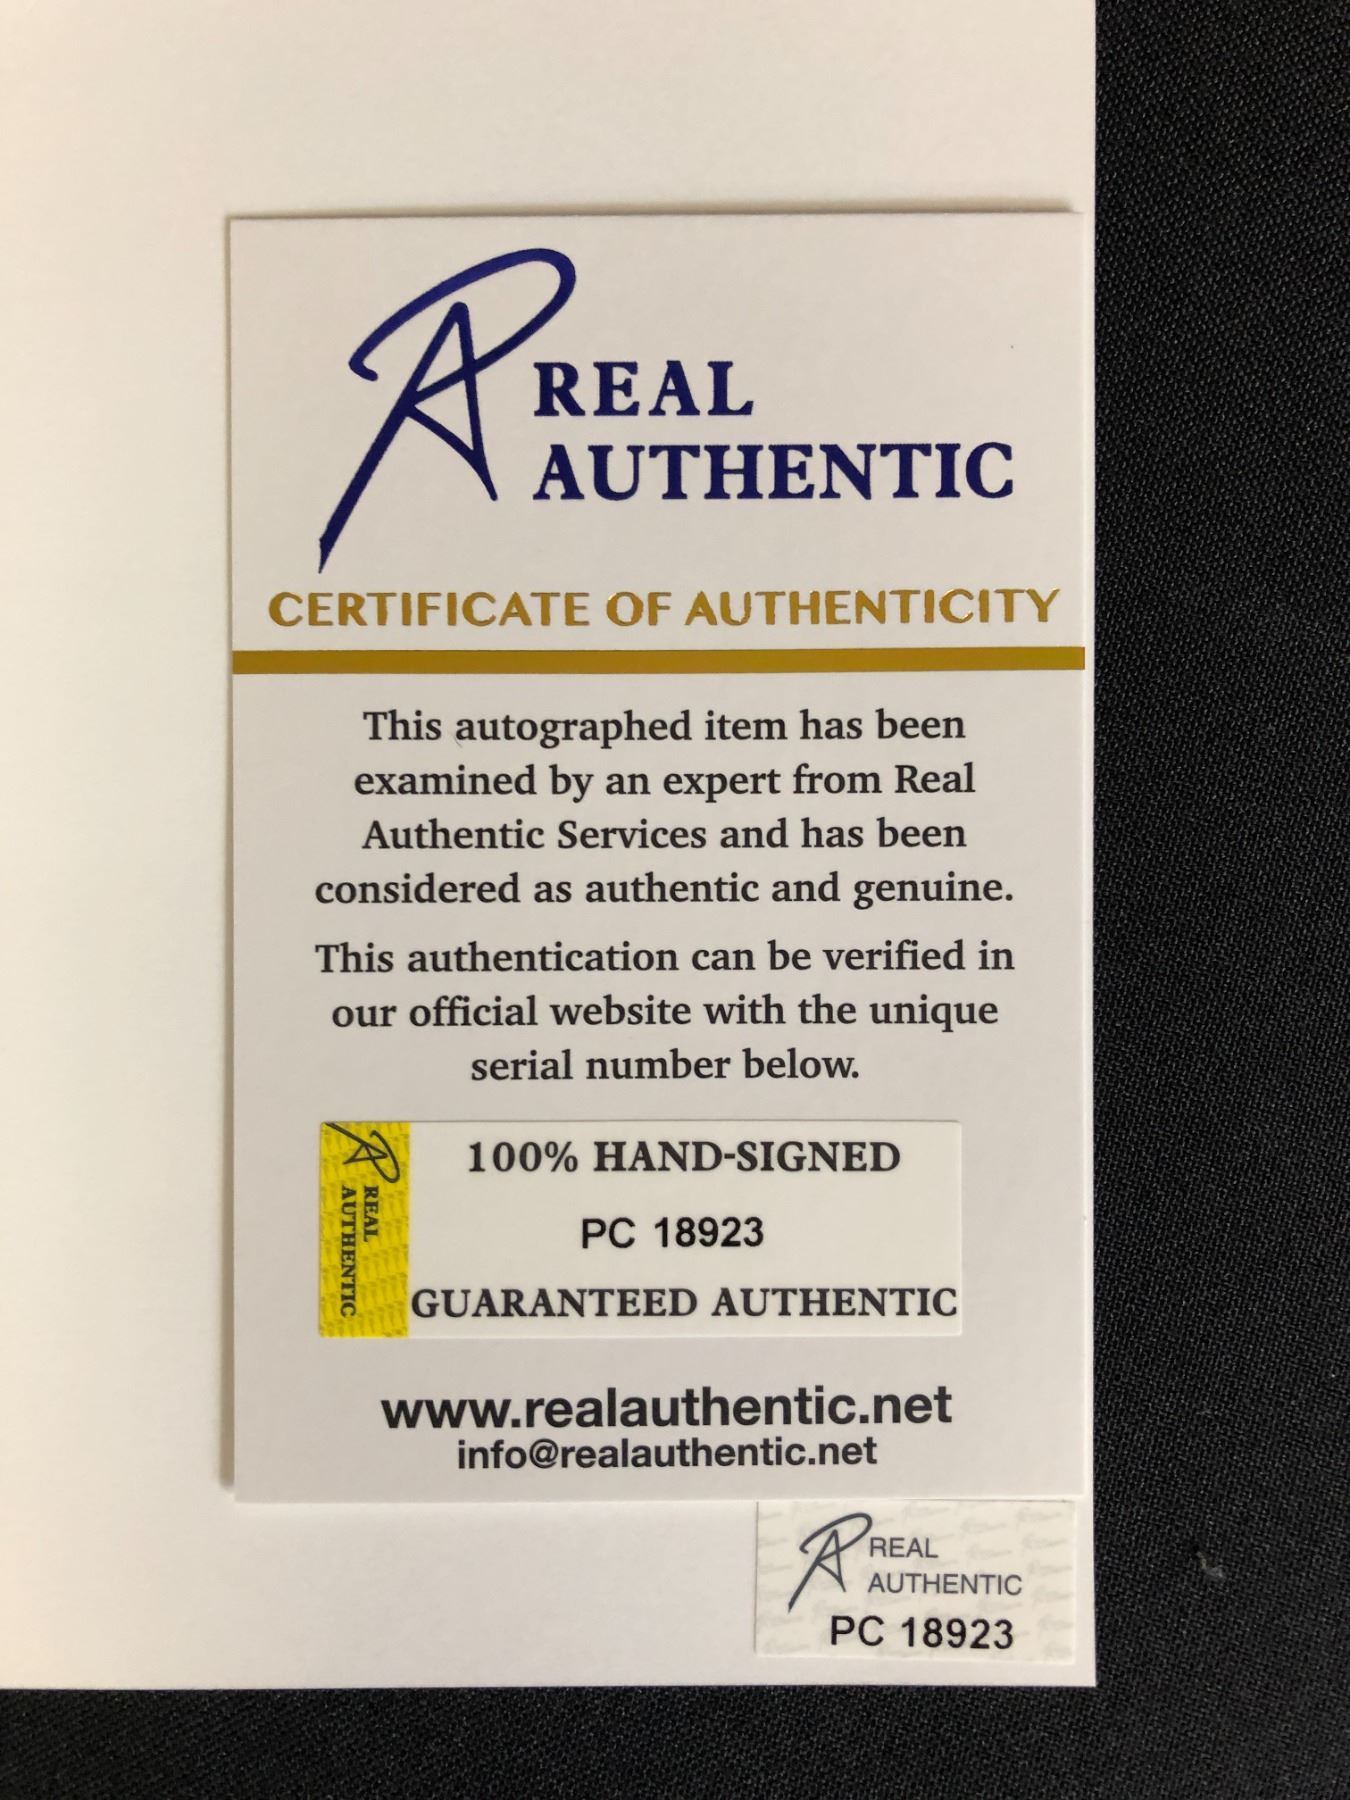 REAL
AUTHENTIC
CERTIFICATE OF AUTHENTICITY
This autographed item has been
examined by an expert from Real
Authentic Services and has been
considered as authentic and genuine.
This authentication can be verified in
our official website with the unique
serial number below.
REAL
AUTHENTIC
100% HAND-SIGNED
PC 18923
GUARANTEED AUTHENTIC
www.realauthentic.net
info@realauthentic.net
REAL
AUTHENTIC
PC 18923